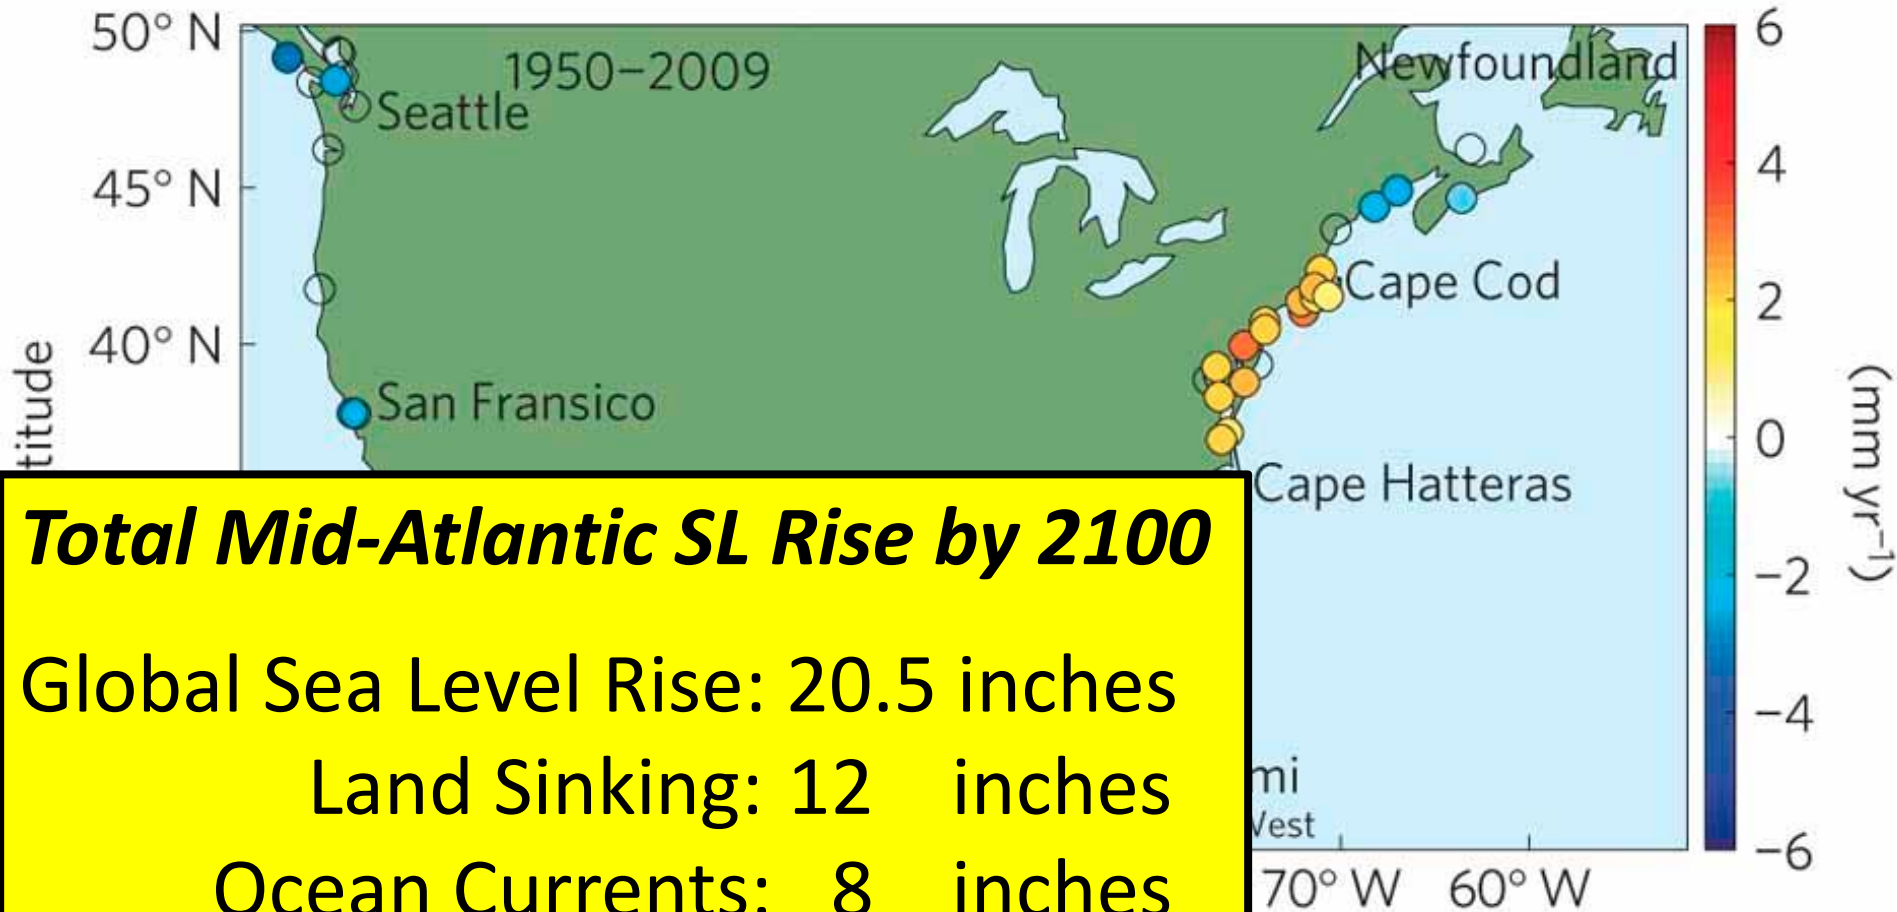 50° N
1950–2009
Newfoundland
6
Seattle
4
45° N
Cape Cod
2
40° N
0
San Fransico
(mm yr⁻¹)
Cape Hatteras
Total Mid-Atlantic SL Rise by 2100
−2
Global Sea Level Rise: 20.5 inches
−4
Land Sinking: 12 inches
−6
Ocean Currents: 8 inches
70° W 60° W